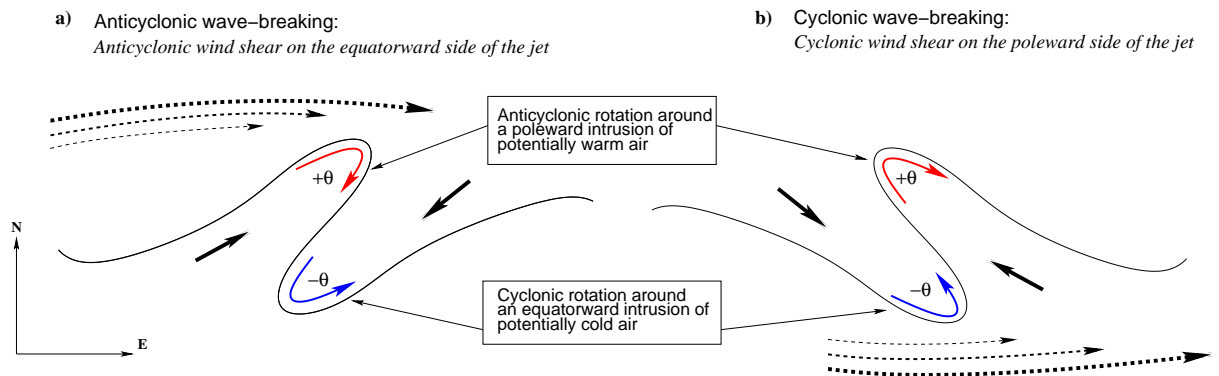 a) Anticyclonic wave−breaking:
Anticyclonic wind shear on the equatorward side of the jet
b) Cyclonic wave−breaking:
Cyclonic wind shear on the poleward side of the jet
Anticyclonic rotation around
a poleward intrusion of
potentially warm air
+θ
+θ
N
E
−θ
−θ
Cyclonic rotation around
an equatorward intrusion of
potentially cold air